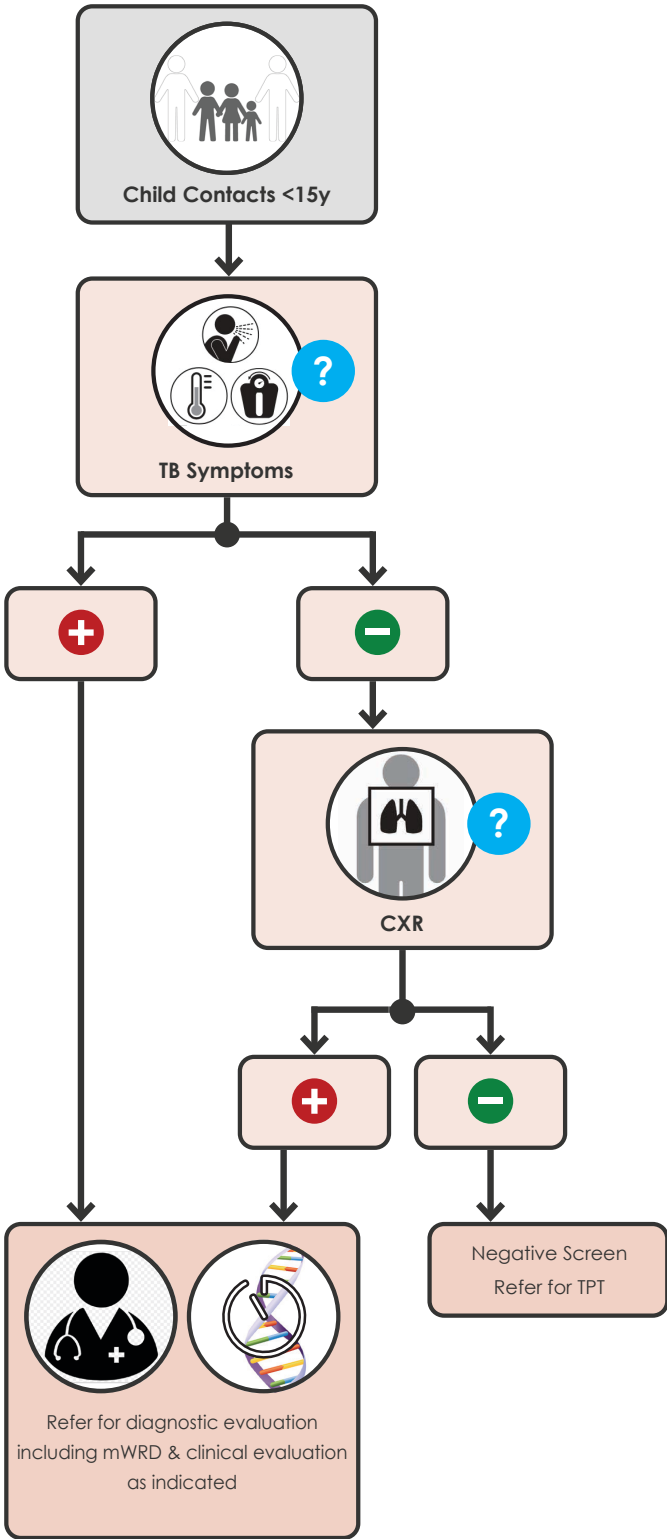 Child Contacts <15y
?
TB Symptoms
?
CXR
Negative Screen
Refer for TPT
Refer for diagnostic evaluation
including mWRD & clinical evaluation
as indicated